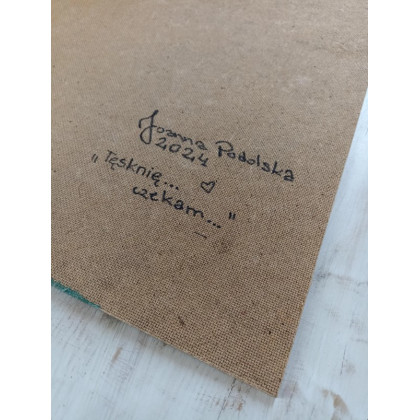 Joanna Podolska
2024
„Tęsknię... ♡
czekam..."